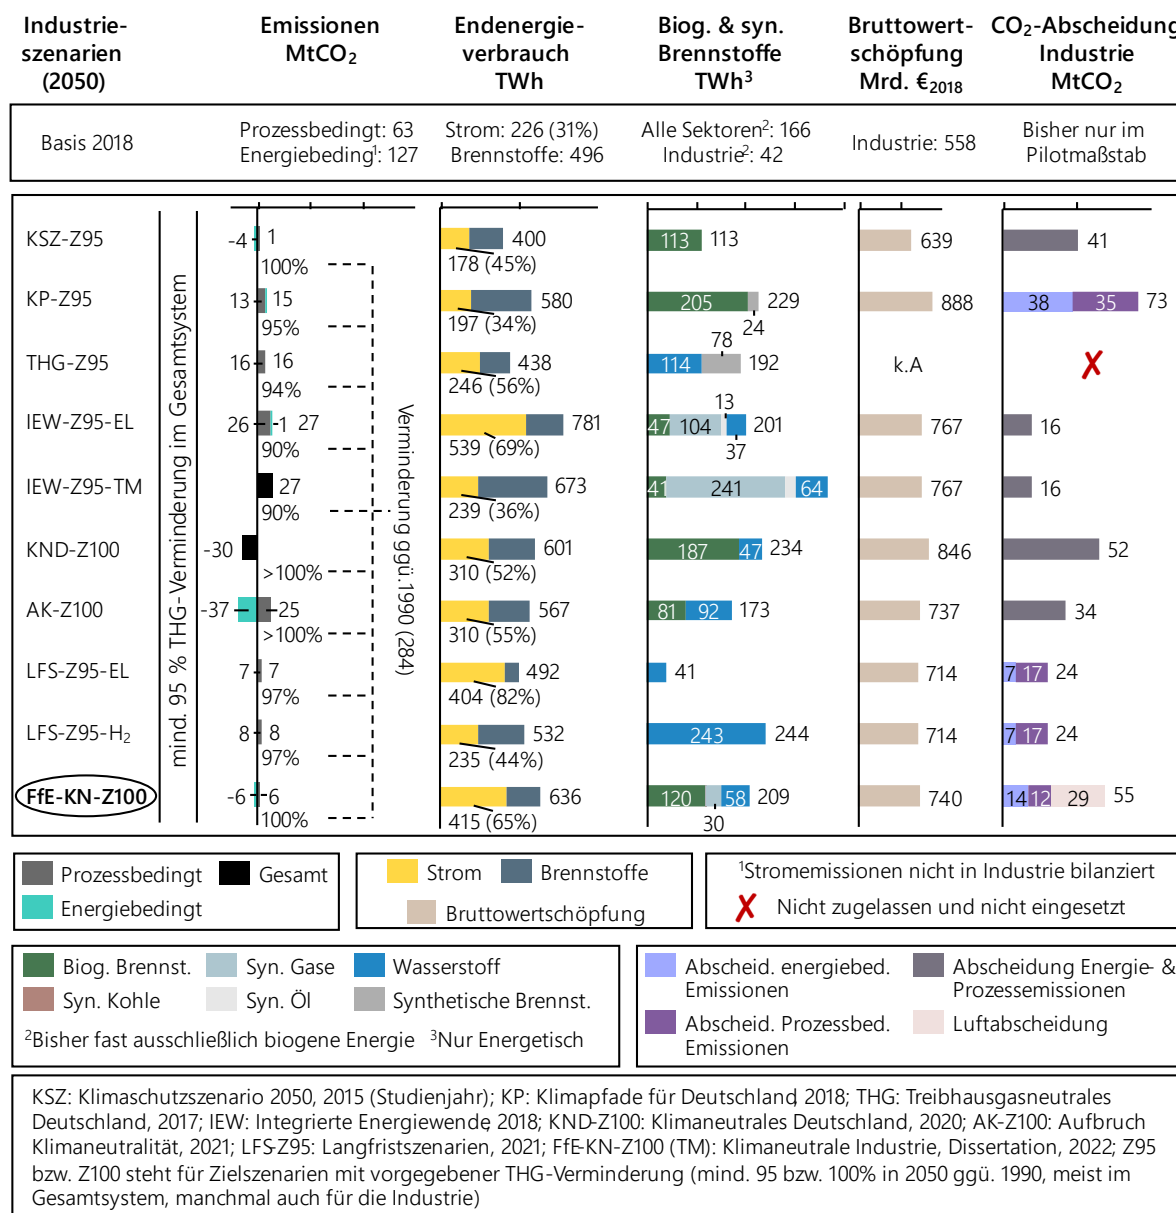 Industrie-
szenarien
(2050)
Emissionen
MtCO₂
Endenergie-
verbrauch
TWh
Biog. & syn.
Brennstoffe
TWh³
Bruttowert-
schöpfung
Mrd. €₂₀₁₈
CO₂-Abscheidung
Industrie
MtCO₂
Basis 2018
Prozessbedingt: 63
Energiebeding¹: 127
Strom: 226 (31%)
Brennstoffe: 496
Alle Sektoren²: 166
Industrie²: 42
Industrie: 558
Bisher nur im
Pilotmaßstab
mind. 95 % THG-Verminderung im Gesamtsystem
Verminderung ggü. 1990 (284)
KSZ-Z95
-4 1
100%
400
178 (45%)
113 113
639
41
KP-Z95
13 15
95%
580
197 (34%)
205 229
24
888
38 35 73
THG-Z95
16 16
94%
438
246 (56%)
78
114 192
k.A
✗
IEW-Z95-EL
26 -1 27
90%
781
539 (69%)
13
47 104 201
37
767
16
IEW-Z95-TM
27
90%
673
239 (36%)
41 241 64
767
16
KND-Z100
-30
>100%
601
310 (52%)
187 47 234
846
52
AK-Z100
-37 25
>100%
567
310 (55%)
81 92 173
737
34
LFS-Z95-EL
7 7
97%
492
404 (82%)
41
714
7 17 24
LFS-Z95-H₂
8 8
97%
532
235 (44%)
243 244
714
7 17 24
FfE-KN-Z100
-6 6
100%
636
415 (65%)
120 58 209
30
740
14 12 29 55
Prozessbedingt Gesamt
Energiebedingt
Strom Brennstoffe
Bruttowertschöpfung
¹Stromemissionen nicht in Industrie bilanziert
✗ Nicht zugelassen und nicht eingesetzt
Biog. Brennst. Syn. Gase Wasserstoff
Syn. Kohle Syn. Öl Synthetische Brennst.
²Bisher fast ausschließlich biogene Energie ³Nur Energetisch
Abscheid. energiebed.
Emissionen
Abscheidung Energie- &
Prozessemissionen
Abscheid. Prozessbed.
Emissionen
Luftabscheidung
KSZ: Klimaschutzszenario 2050, 2015 (Studienjahr); KP: Klimapfade für Deutschland, 2018; THG: Treibhausgasneutrales
Deutschland, 2017; IEW: Integrierte Energiewende, 2018; KND-Z100: Klimaneutrales Deutschland, 2020; AK-Z100: Aufbruch
Klimaneutralität, 2021; LFS-Z95: Langfristszenarien, 2021; FfE-KN-Z100 (TM): Klimaneutrale Industrie, Dissertation, 2022; Z95
bzw. Z100 steht für Zielszenarien mit vorgegebener THG-Verminderung (mind. 95 bzw. 100% in 2050 ggü. 1990, meist im
Gesamtsystem, manchmal auch für die Industrie)